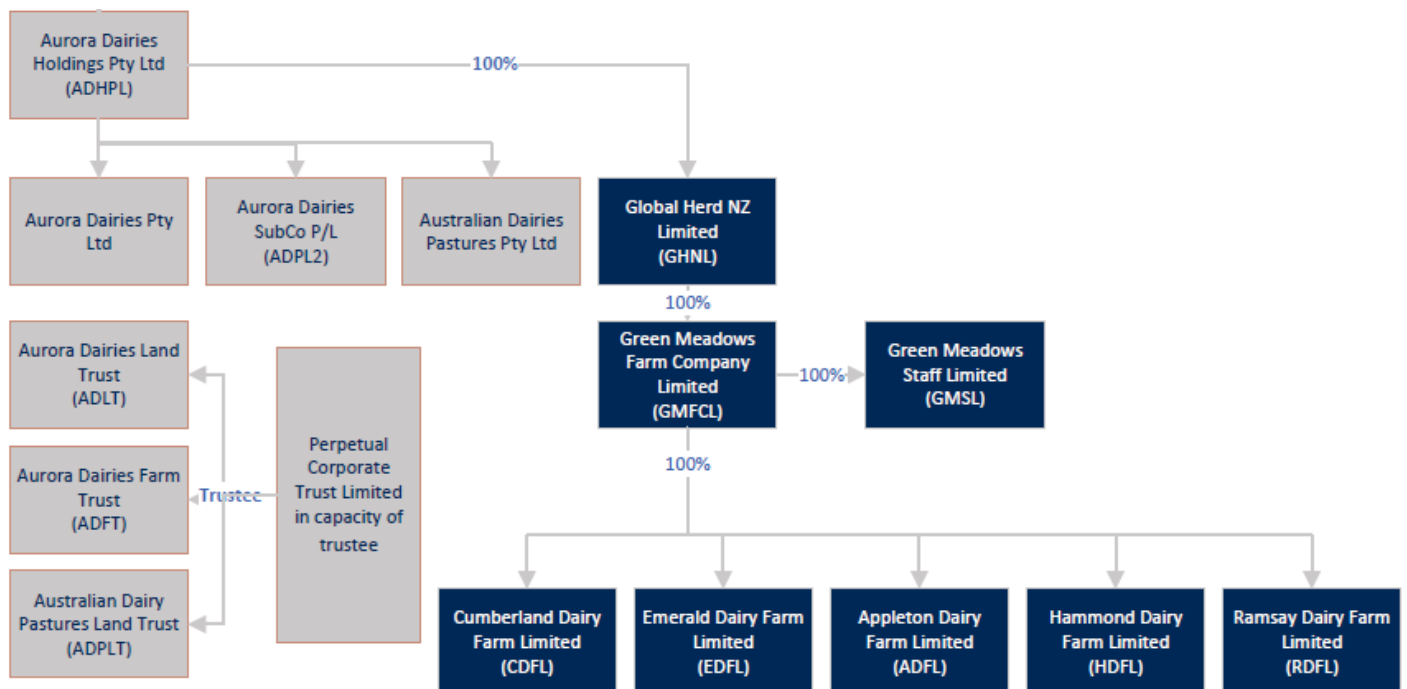 Aurora Dairies
Holdings Pty Ltd
(ADHPL)
100%
Aurora Dairies Pty
Ltd
Aurora Dairies
SubCo P/L
(ADPL2)
Australian Dairies
Pastures Pty Ltd
Global Herd NZ
Limited
(GHNL)
100%
Aurora Dairies Land
Trust
(ADLT)
Aurora Dairies Farm
Trust
(ADFT)
Australian Dairy
Pastures Land Trust
(ADPLT)
Trustee
Perpetual
Corporate
Trust Limited
in capacity of
trustee
Green Meadows
Farm Company
Limited
(GMFCL)
100%
Green Meadows
Staff Limited
(GMSL)
100%
Cumberland Dairy
Farm Limited
(CDFL)
Emerald Dairy Farm
Limited
(EDFL)
Appleton Dairy
Farm Limited
(ADFL)
Hammond Dairy
Farm Limited
(HDFL)
Ramsay Dairy Farm
Limited
(RDFL)